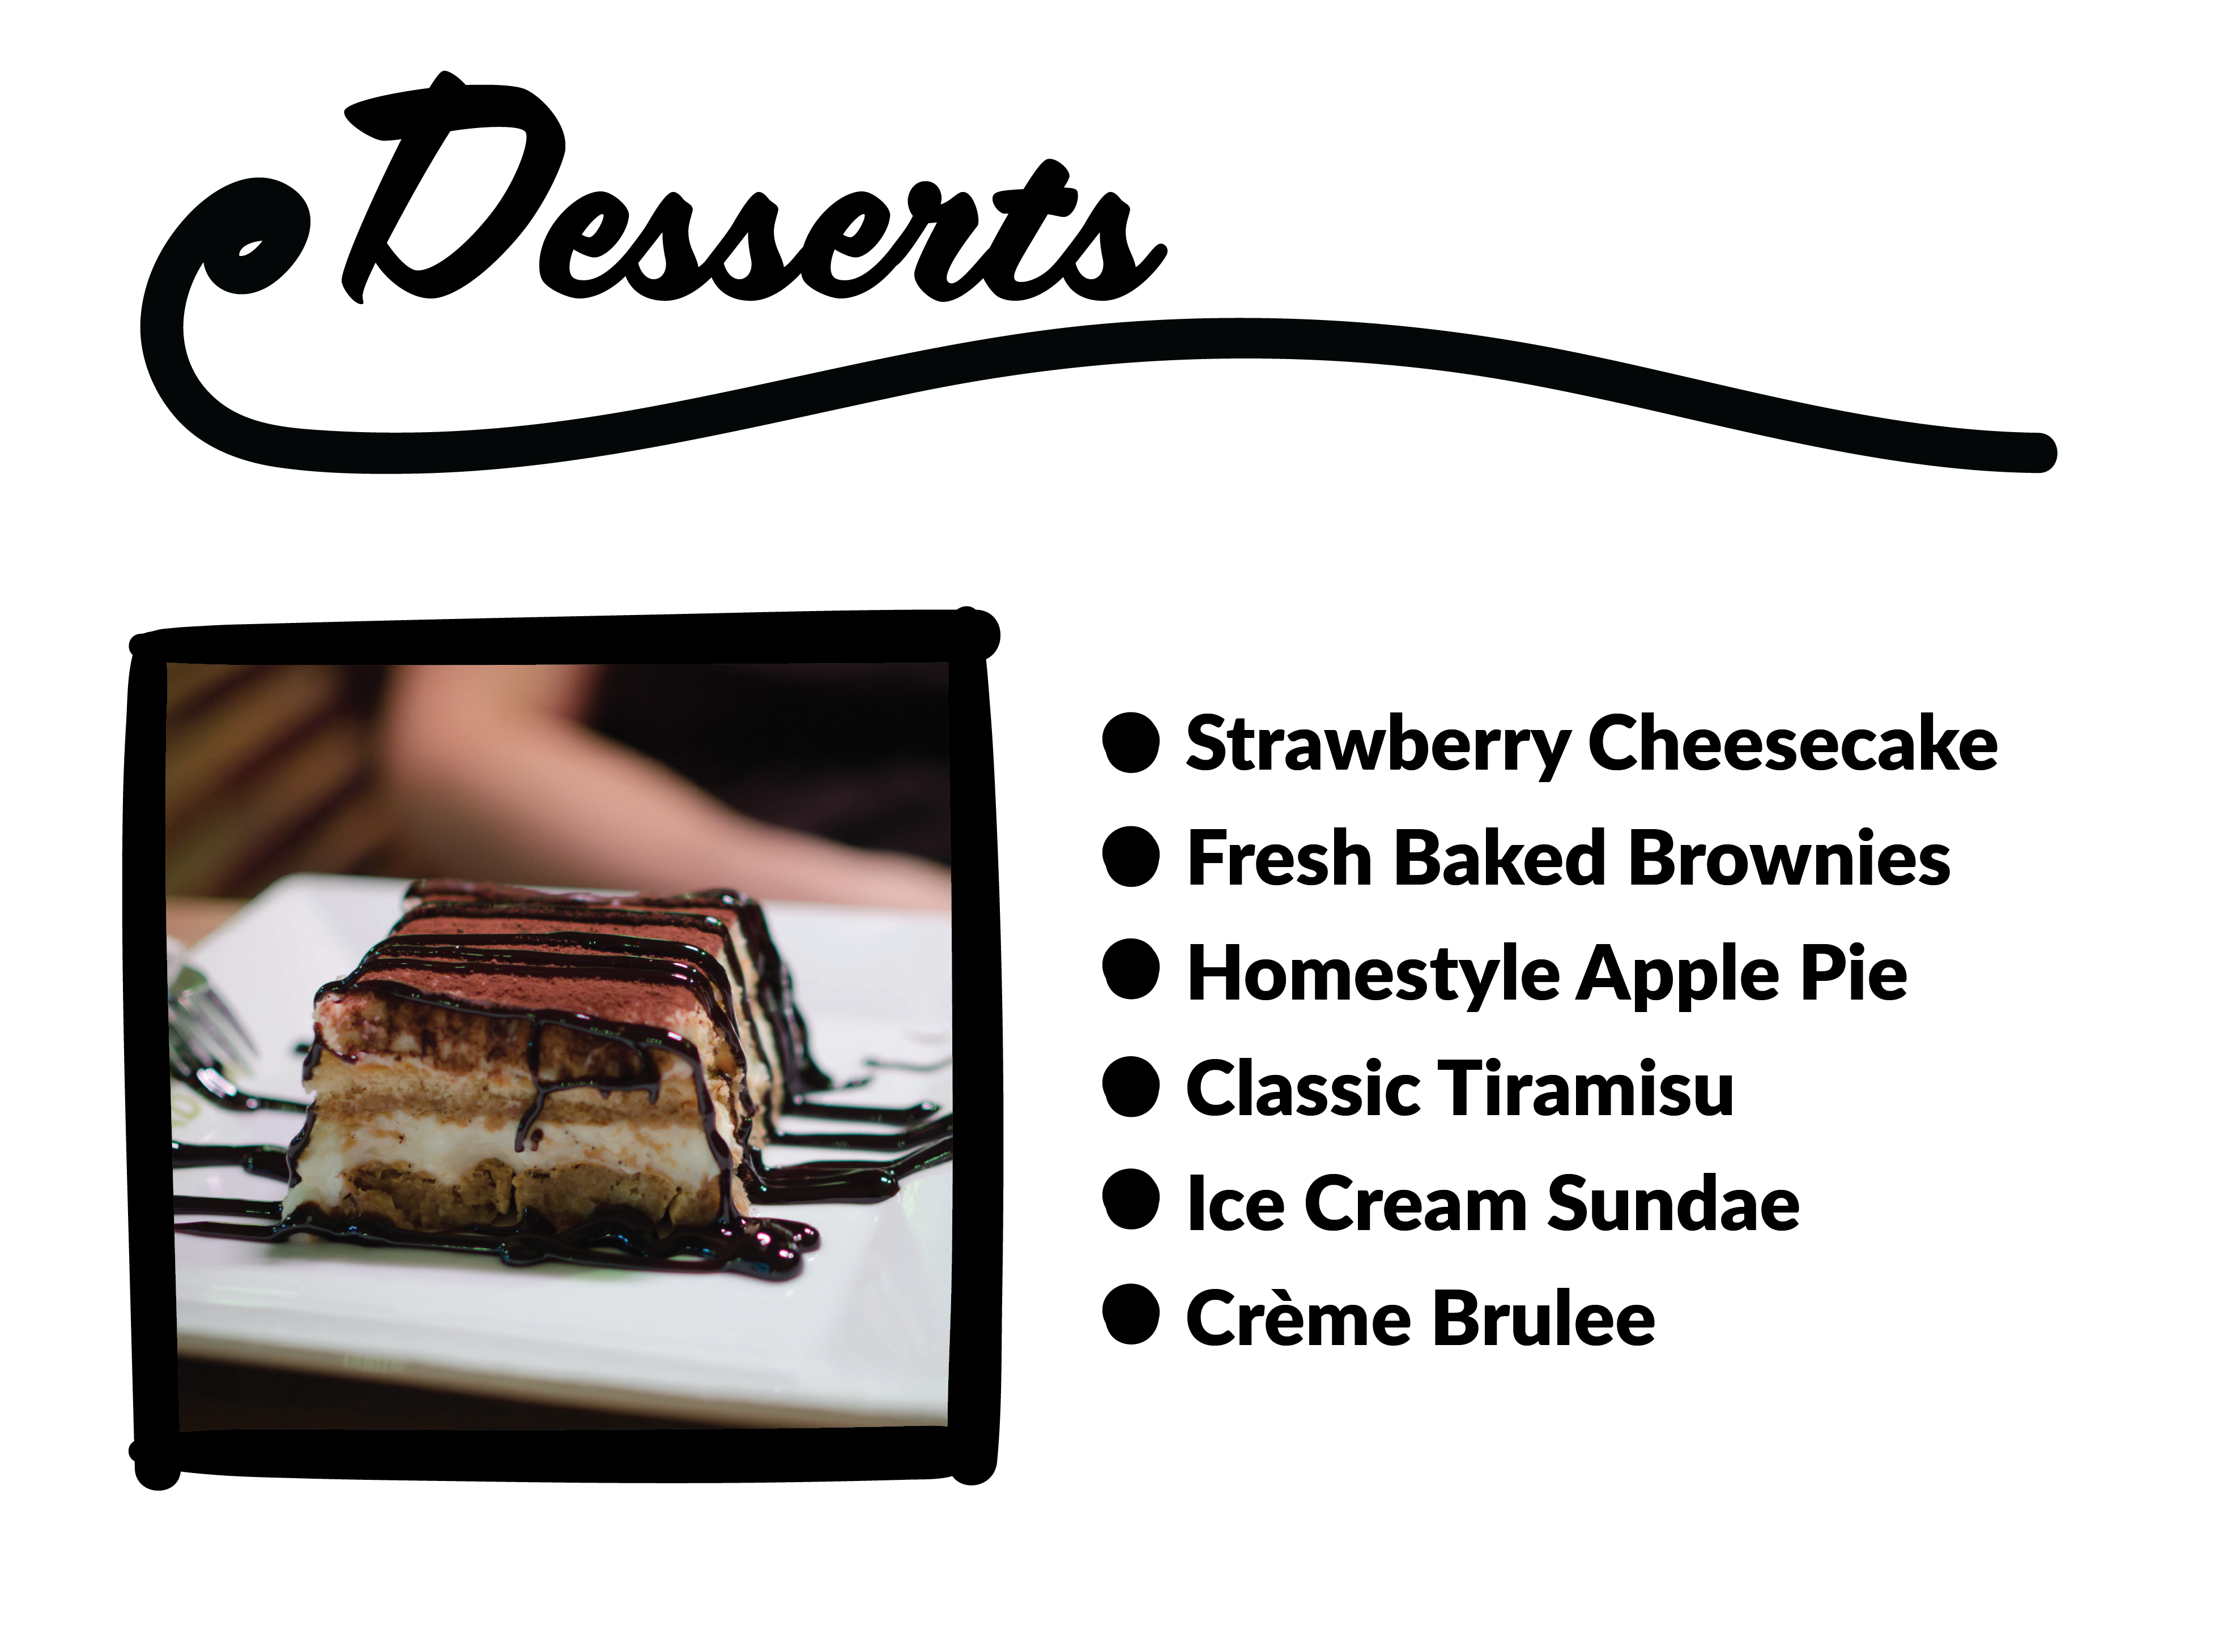 Desserts
Strawberry Cheesecake
Fresh Baked Brownies
Homestyle Apple Pie
Classic Tiramisu
Ice Cream Sundae
Crème Brulee